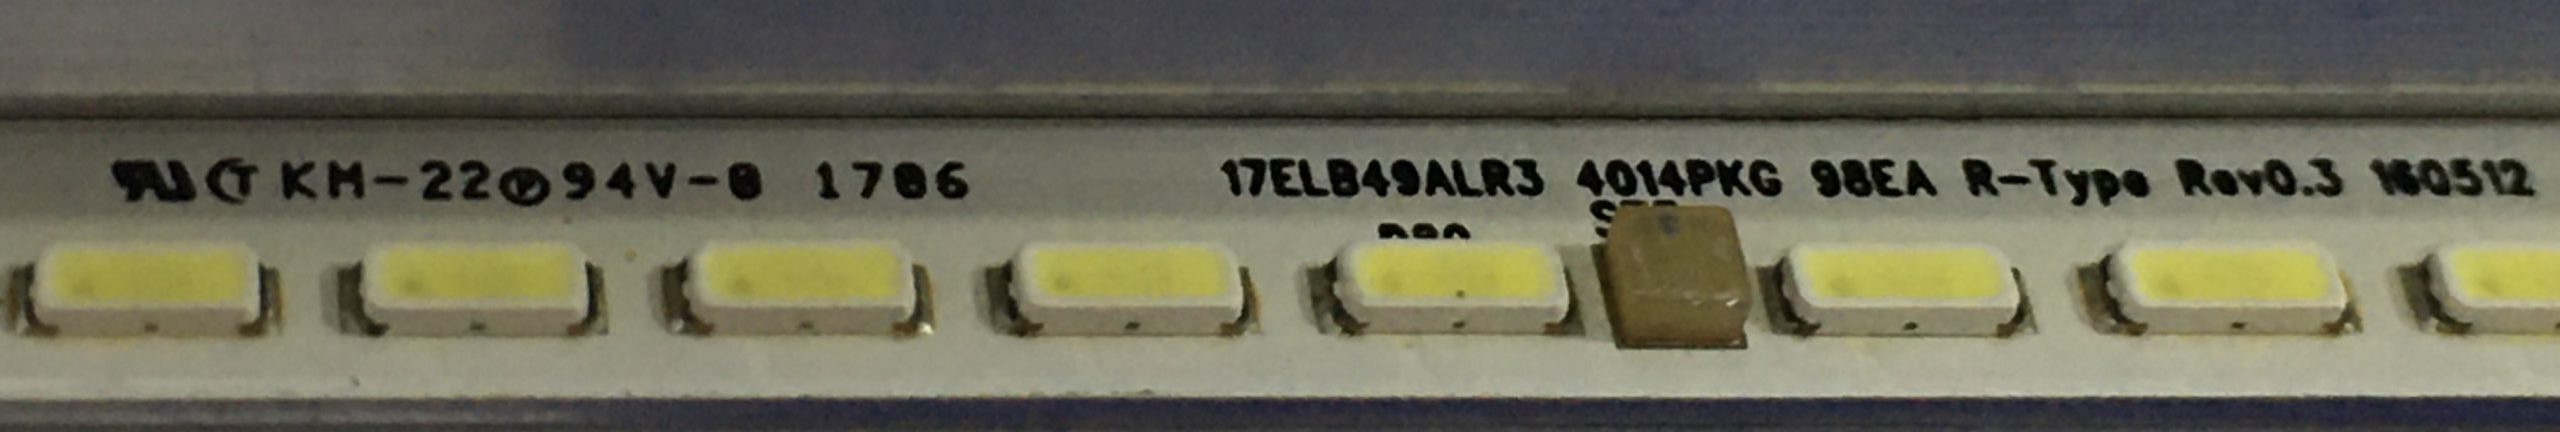 KM-22 94V-0 1706 17ELB49ALR3 4014PKG 98EA R-Type Rev0.3 160512